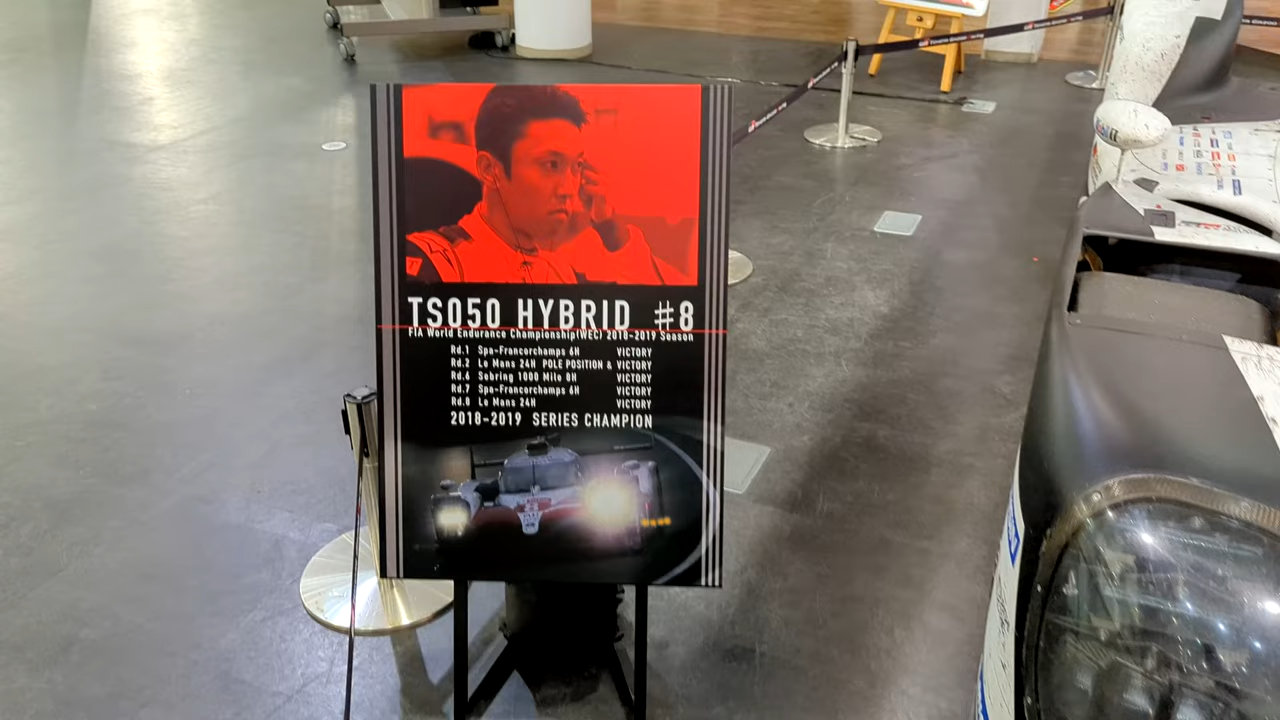 TS050 HYBRID #8
FIA World Endurance Championship(WEC) 2018-2019 Season
Rd.1 Spa-Francorchamps 6H VICTORY
Rd.2 Le Mans 24H POLE POSITION & VICTORY
Rd.6 Sebring 1000 Mile 8H VICTORY
Rd.7 Spa-Francorchamps 6H VICTORY
Rd.8 Le Mans 24H VICTORY
2018-2019 SERIES CHAMPION